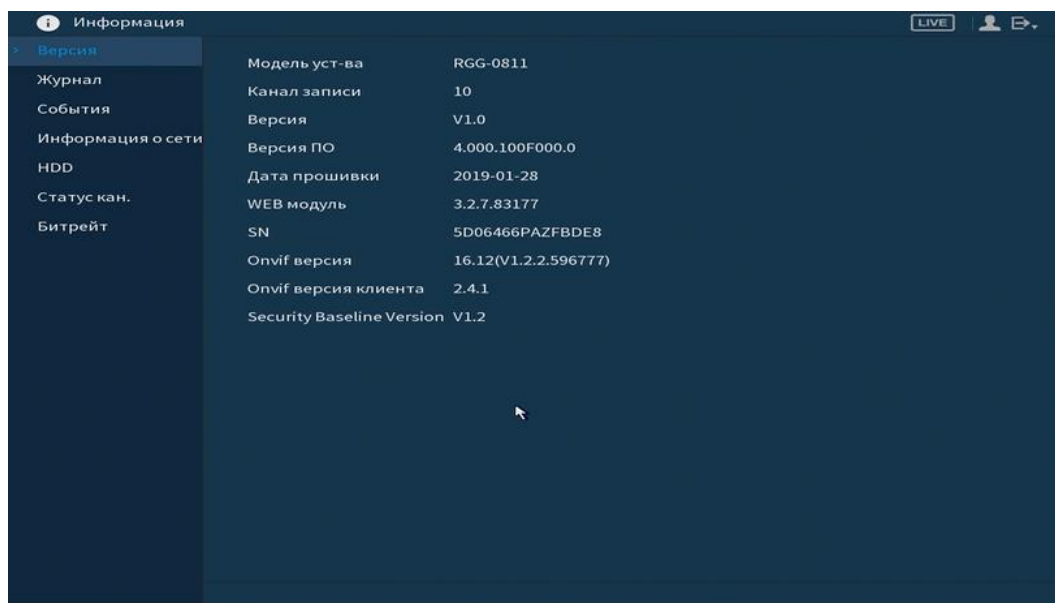 Информация
LIVE
Версия
Журнал
События
Информация о сети
HDD
Статус кан.
Битрейт
Модель уст-ва RGG-0811
Канал записи 10
Версия V1.0
Версия ПО 4.000.100F000.0
Дата прошивки 2019-01-28
WEB модуль 3.2.7.83177
SN 5D06466PAZFBDE8
Onvif версия 16.12(V1.2.2.596777)
Onvif версия клиента 2.4.1
Security Baseline Version V1.2